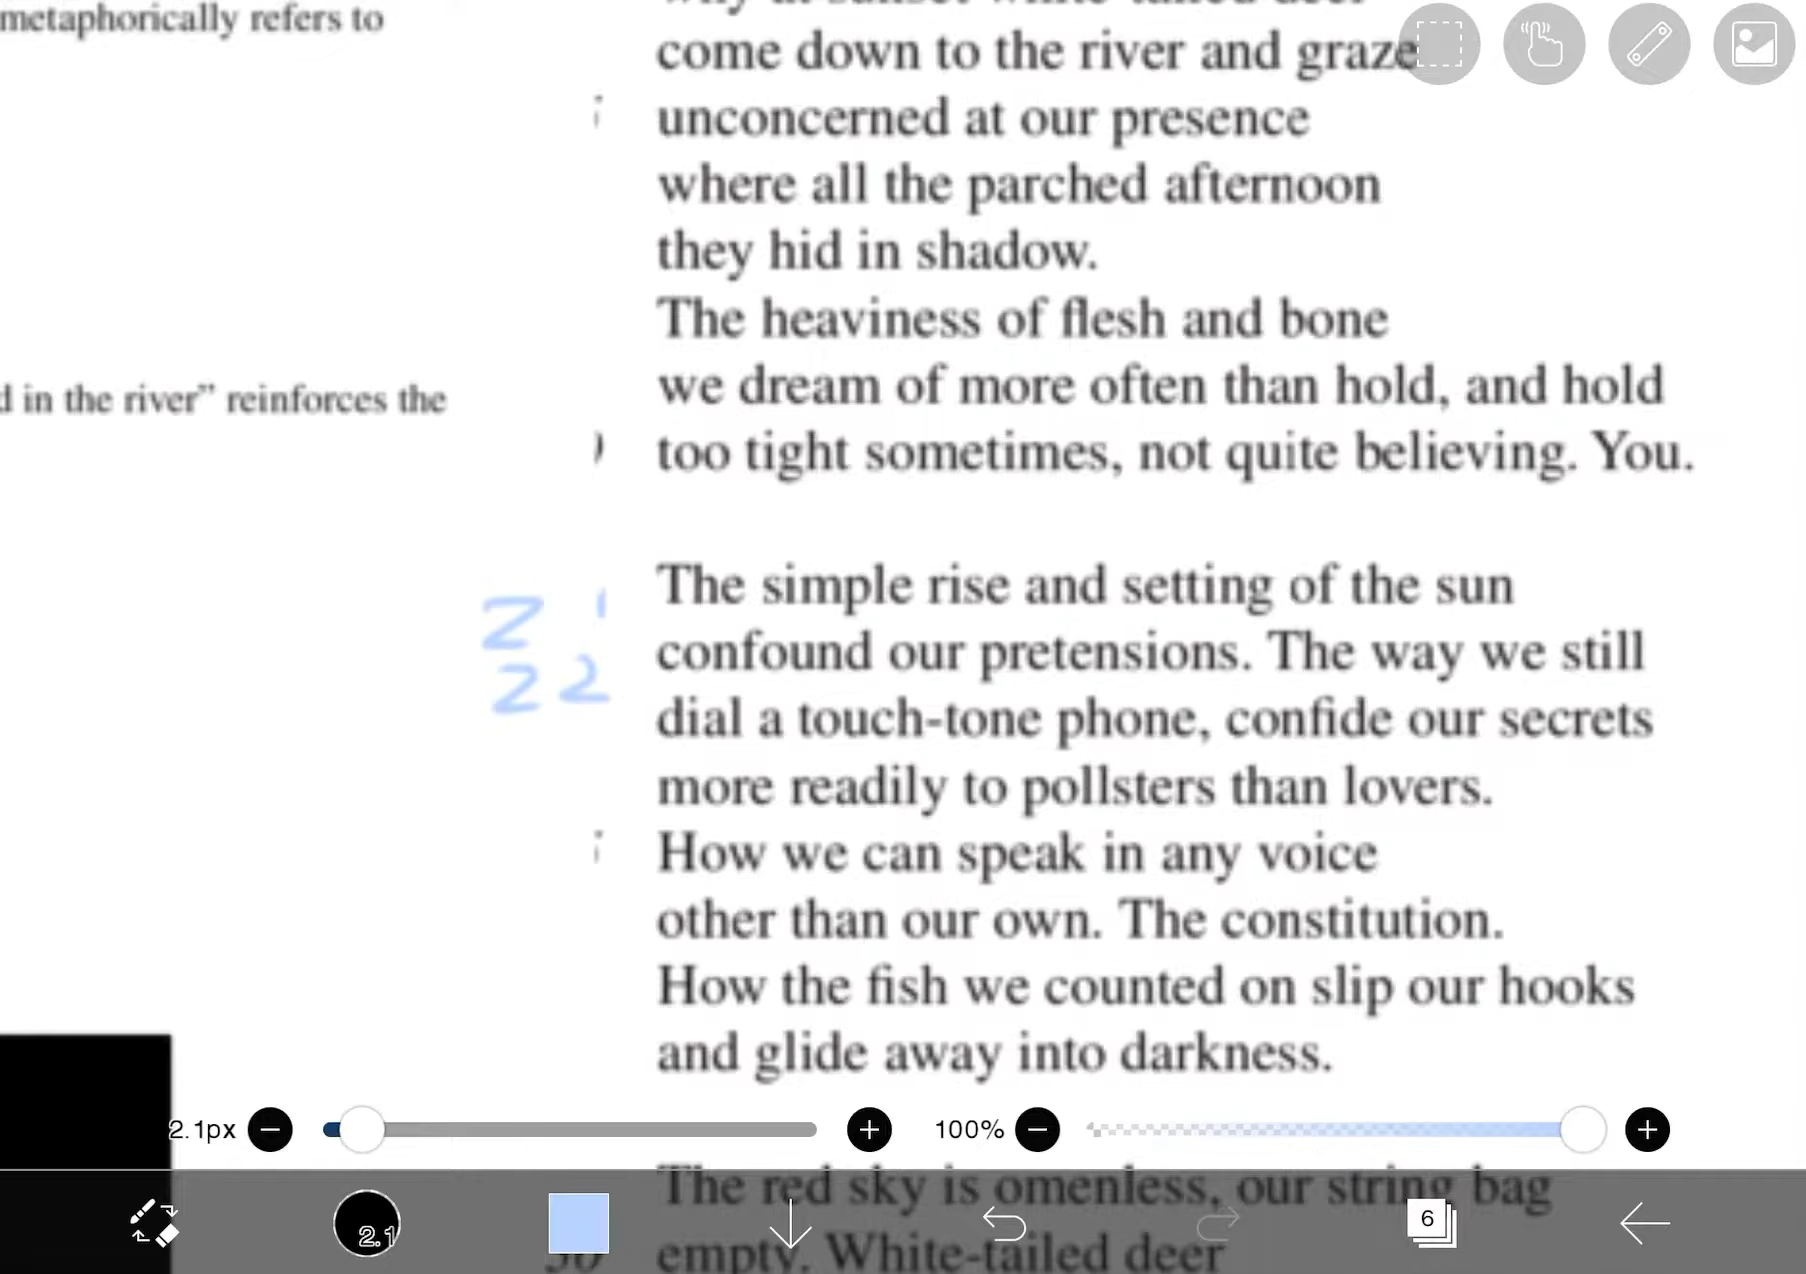 metaphorically refers to
d in the river” reinforces the
come down to the river and graze
unconcerned at our presence
where all the parched afternoon
they hid in shadow.
The heaviness of flesh and bone
we dream of more often than hold, and hold
too tight sometimes, not quite believing. You.
21
22
The simple rise and setting of the sun
confound our pretensions. The way we still
dial a touch-tone phone, confide our secrets
more readily to pollsters than lovers.
How we can speak in any voice
other than our own. The constitution.
How the fish we counted on slip our hooks
and glide away into darkness.
2.1px
100%
The red sky is omenless, our string bag
30 empty. White-tailed deer
2.1
6